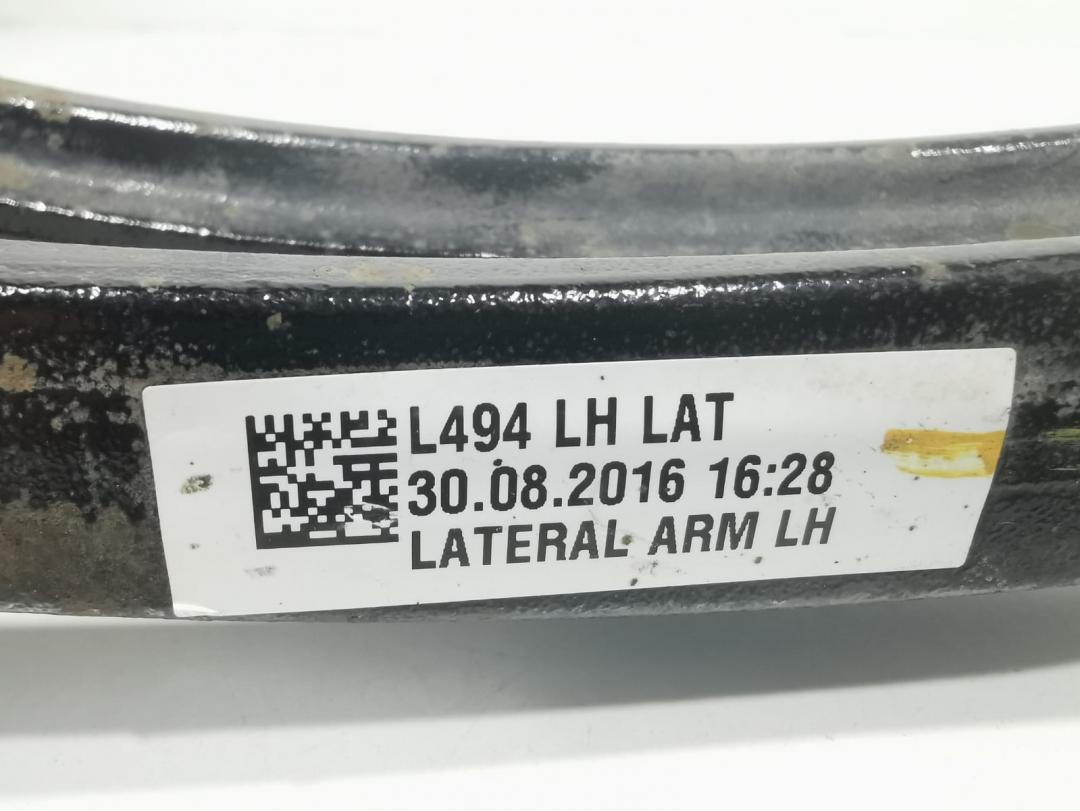 L494 LH LAT
30.08.2016 16:28
LATERAL ARM LH